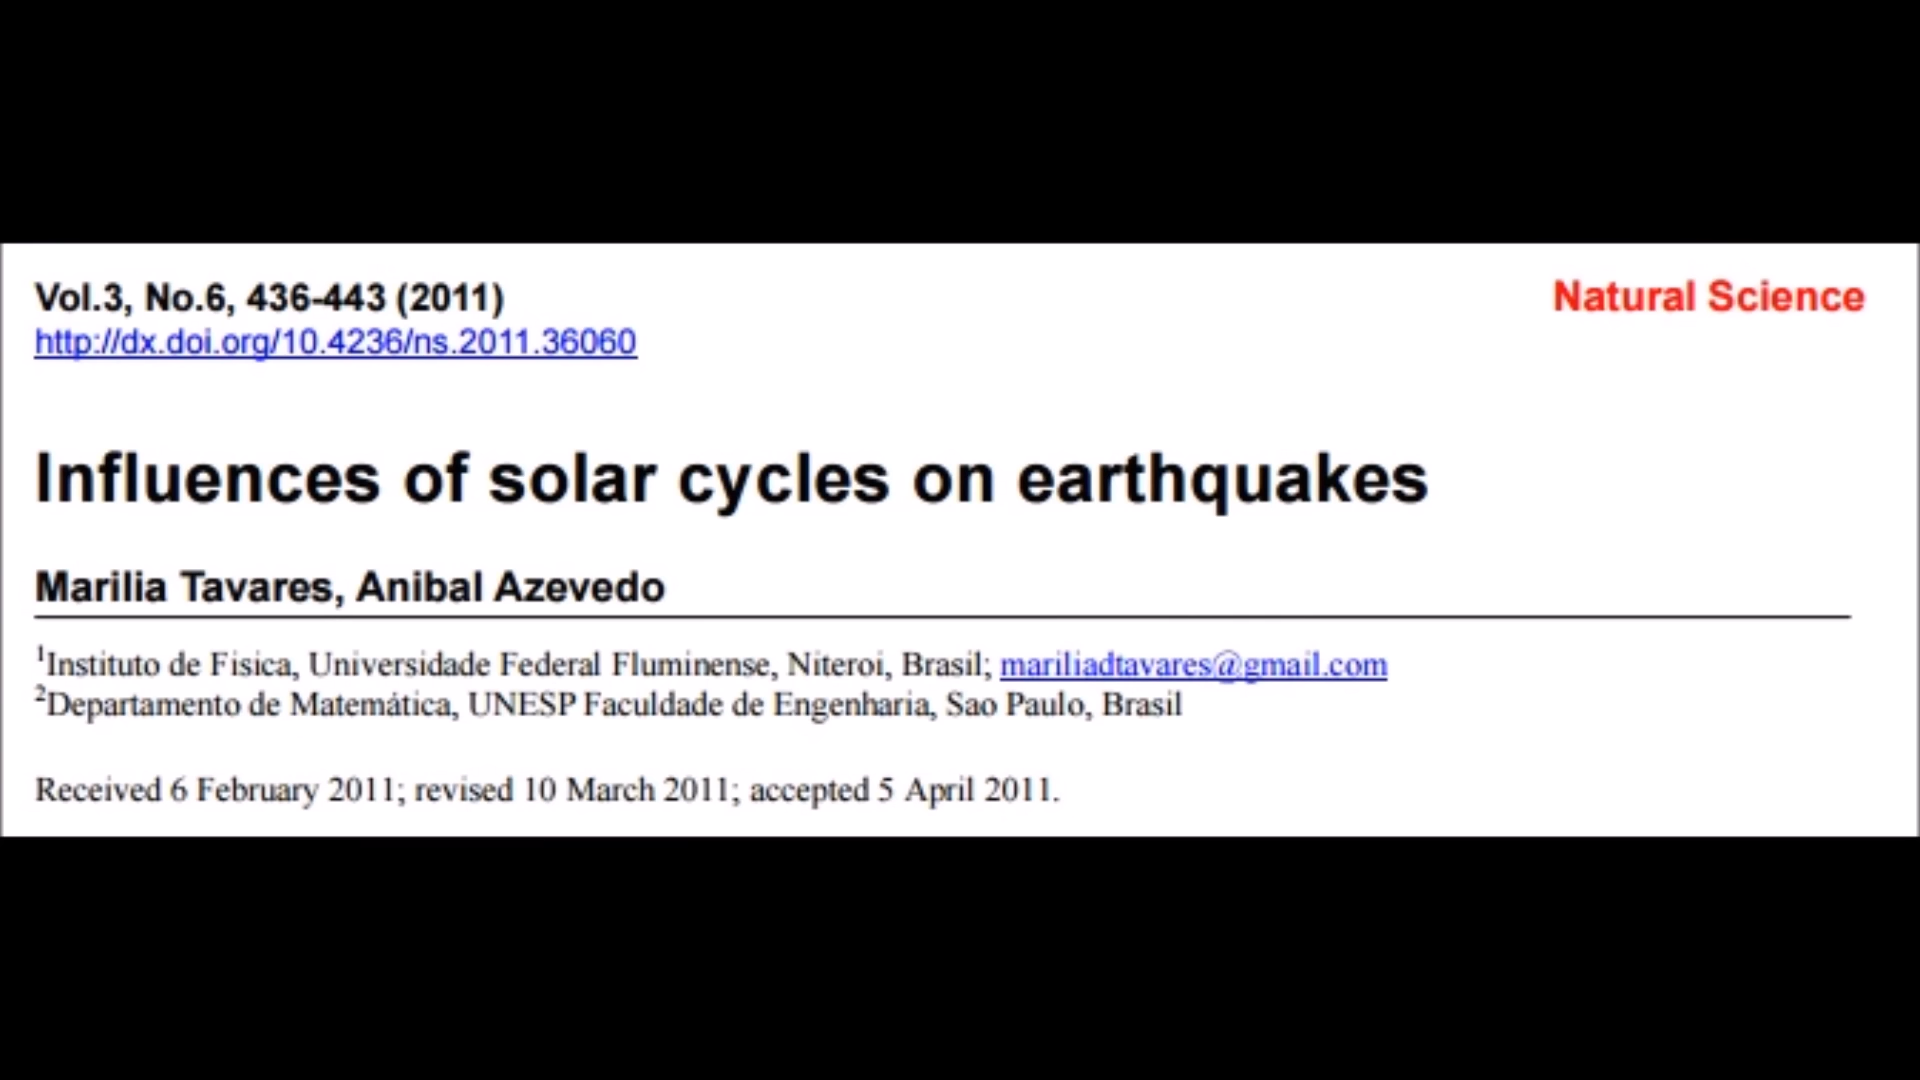 Vol.3, No.6, 436-443 (2011)
Natural Science
http://dx.doi.org/10.4236/ns.2011.36060
Influences of solar cycles on earthquakes
Marilia Tavares, Anibal Azevedo
¹Instituto de Fisica, Universidade Federal Fluminense, Niteroi, Brasil; mariliadtavares@gmail.com
²Departamento de Matemática, UNESP Faculdade de Engenharia, Sao Paulo, Brasil
Received 6 February 2011; revised 10 March 2011; accepted 5 April 2011.